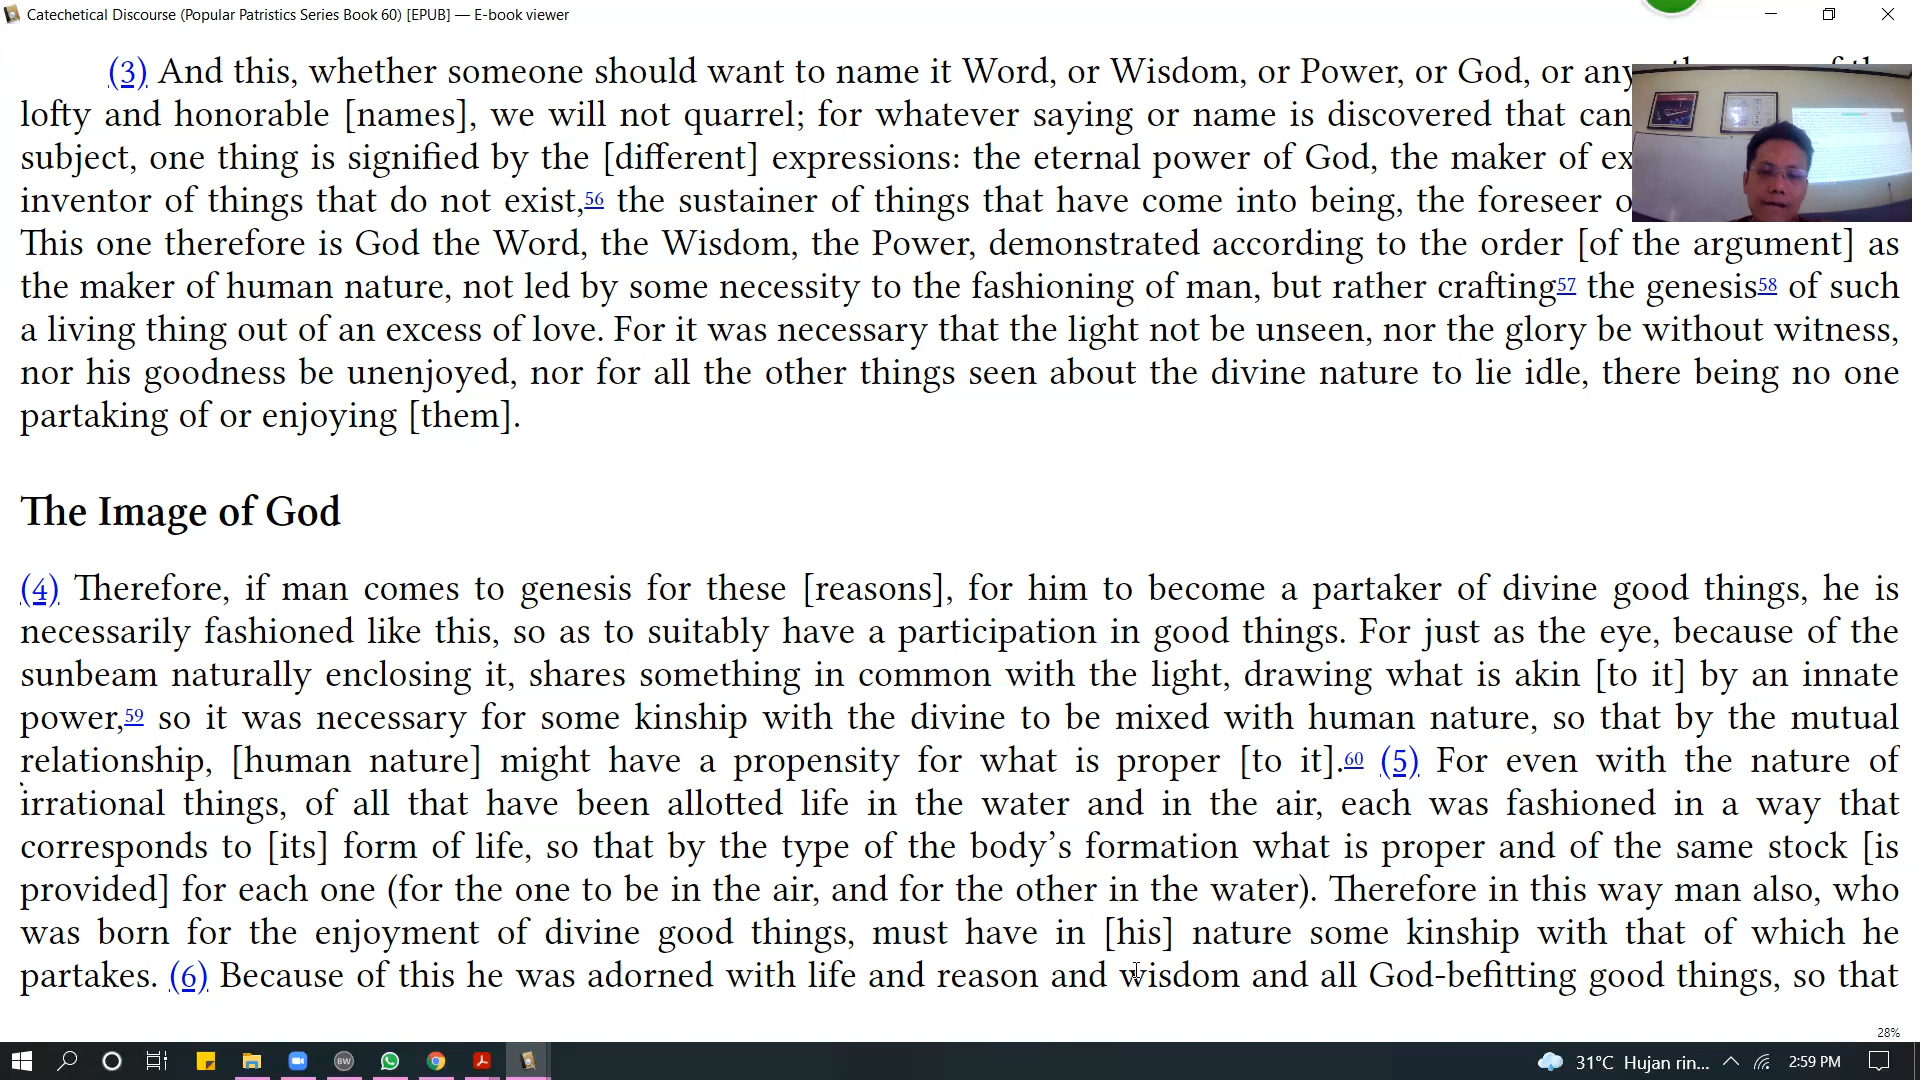 Catechetical Discourse (Popular Patristics Series Book 60) [EPUB] — E-book viewer
(3) And this, whether someone should want to name it Word, or Wisdom, or Power, or God, or any
lofty and honorable [names], we will not quarrel; for whatever saying or name is discovered that can
subject, one thing is signified by the [different] expressions: the eternal power of God, the maker of
inventor of things that do not exist,56 the sustainer of things that have come into being, the foreseer
This one therefore is God the Word, the Wisdom, the Power, demonstrated according to the order [of the argument] as
the maker of human nature, not led by some necessity to the fashioning of man, but rather crafting57 the genesis58 of such
a living thing out of an excess of love. For it was necessary that the light not be unseen, nor the glory be without witness,
nor his goodness be unenjoyed, nor for all the other things seen about the divine nature to lie idle, there being no one
partaking of or enjoying [them].
The Image of God
(4) Therefore, if man comes to genesis for these [reasons], for him to become a partaker of divine good things, he is
necessarily fashioned like this, so as to suitably have a participation in good things. For just as the eye, because of the
sunbeam naturally enclosing it, shares something in common with the light, drawing what is akin [to it] by an innate
power,59 so it was necessary for some kinship with the divine to be mixed with human nature, so that by the mutual
relationship, [human nature] might have a propensity for what is proper [to it].60 (5) For even with the nature of
irrational things, of all that have been allotted life in the water and in the air, each was fashioned in a way that
corresponds to [its] form of life, so that by the type of the body’s formation what is proper and of the same stock [is
provided] for each one (for the one to be in the air, and for the other in the water). Therefore in this way man also, who
was born for the enjoyment of divine good things, must have in [his] nature some kinship with that of which he
partakes. (6) Because of this he was adorned with life and reason and wisdom and all God-befitting good things, so that
28%
BW
31°C Hujan rin...
2:59 PM